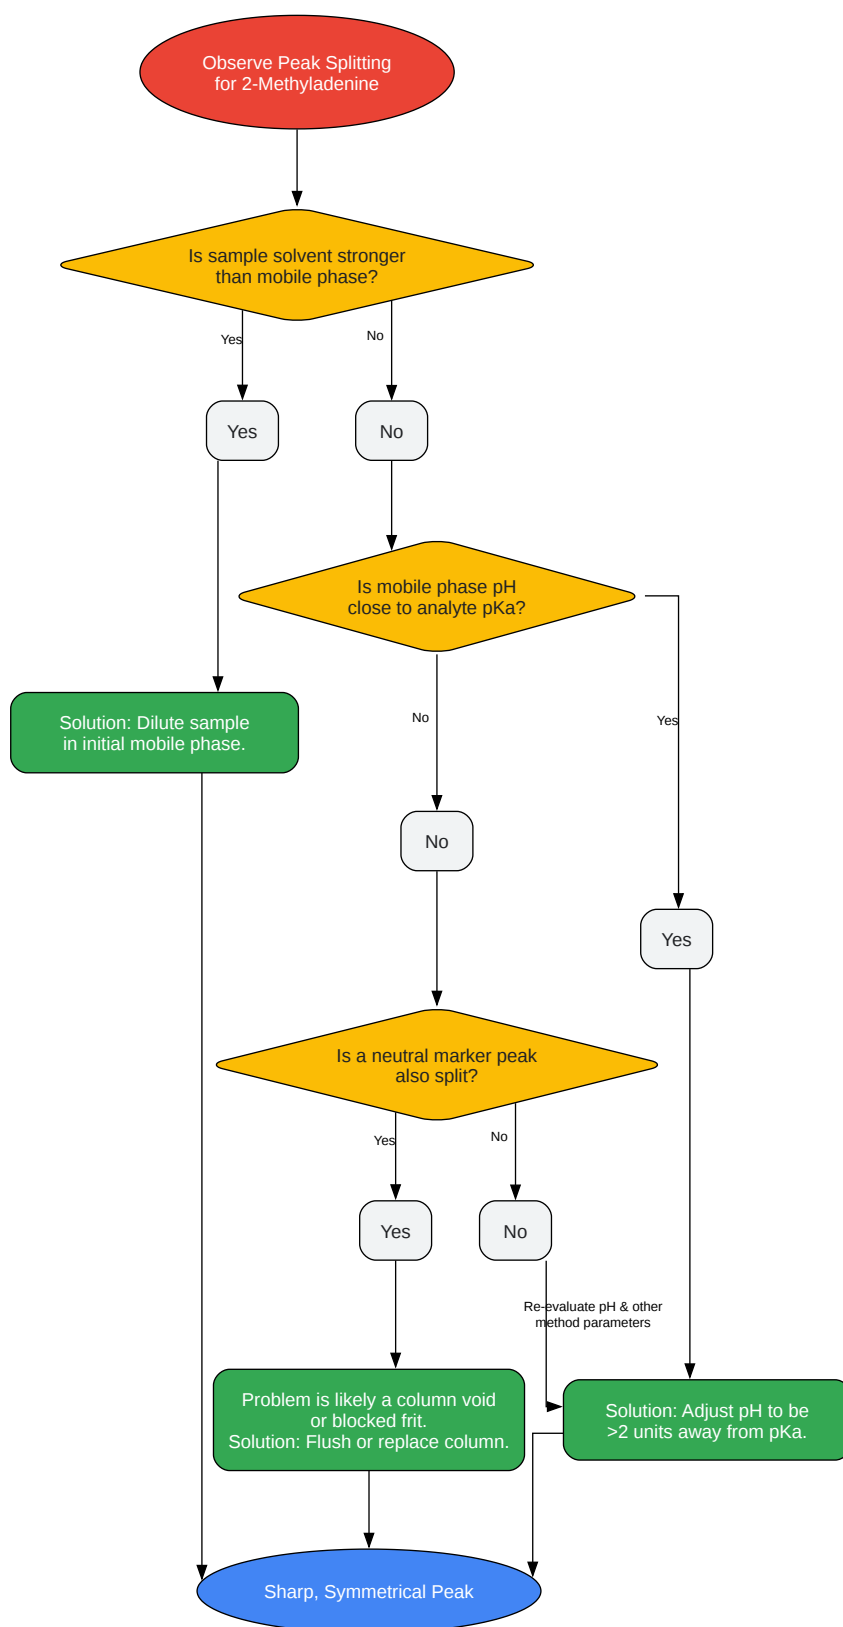 Observe Peak Splitting
for 2-Methyladenine
Is sample solvent stronger
than mobile phase?
Yes
No
Yes
No
Is mobile phase pH
close to analyte pKa?
No
Yes
Solution: Dilute sample
in initial mobile phase.
No
Yes
Is a neutral marker peak
also split?
Yes
No
Yes
No
Re-evaluate pH & other
method parameters
Problem is likely a column void
or blocked frit.
Solution: Flush or replace column.
Solution: Adjust pH to be
>2 units away from pKa.
Sharp, Symmetrical Peak